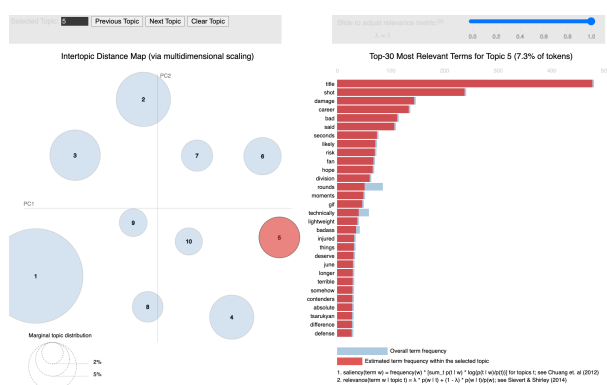 Selected Topic: 5 Previous Topic Next Topic Clear Topic
Slide to adjust relevance metric:(2)
λ = 1
0.0 0.2 0.4 0.6 0.8 1.0
Intertopic Distance Map (via multidimensional scaling)
PC2
PC1
2
3
7
6
9
10
5
1
8
4
Marginal topic distribution
2%
5%
Top-30 Most Relevant Terms for Topic 5 (7.3% of tokens)
0 100 200 300 400
title
shot
damage
career
bad
said
seconds
likely
risk
fan
hope
division
rounds
moments
gif
technically
lightweight
badass
injured
things
deserve
june
longer
terrible
somehow
contenders
absolute
tsarukyan
difference
defense
Overall term frequency
Estimated term frequency within the selected topic
1. saliency(term w) = frequency(w) * [sum_t p(t | w) * log(p(t | w)/p(t))] for topics t; see Chuang et. al (2012)
2. relevance(term w | topic t) = λ * p(w | t) + (1 - λ) * p(w | t)/p(w); see Sievert & Shirley (2014)